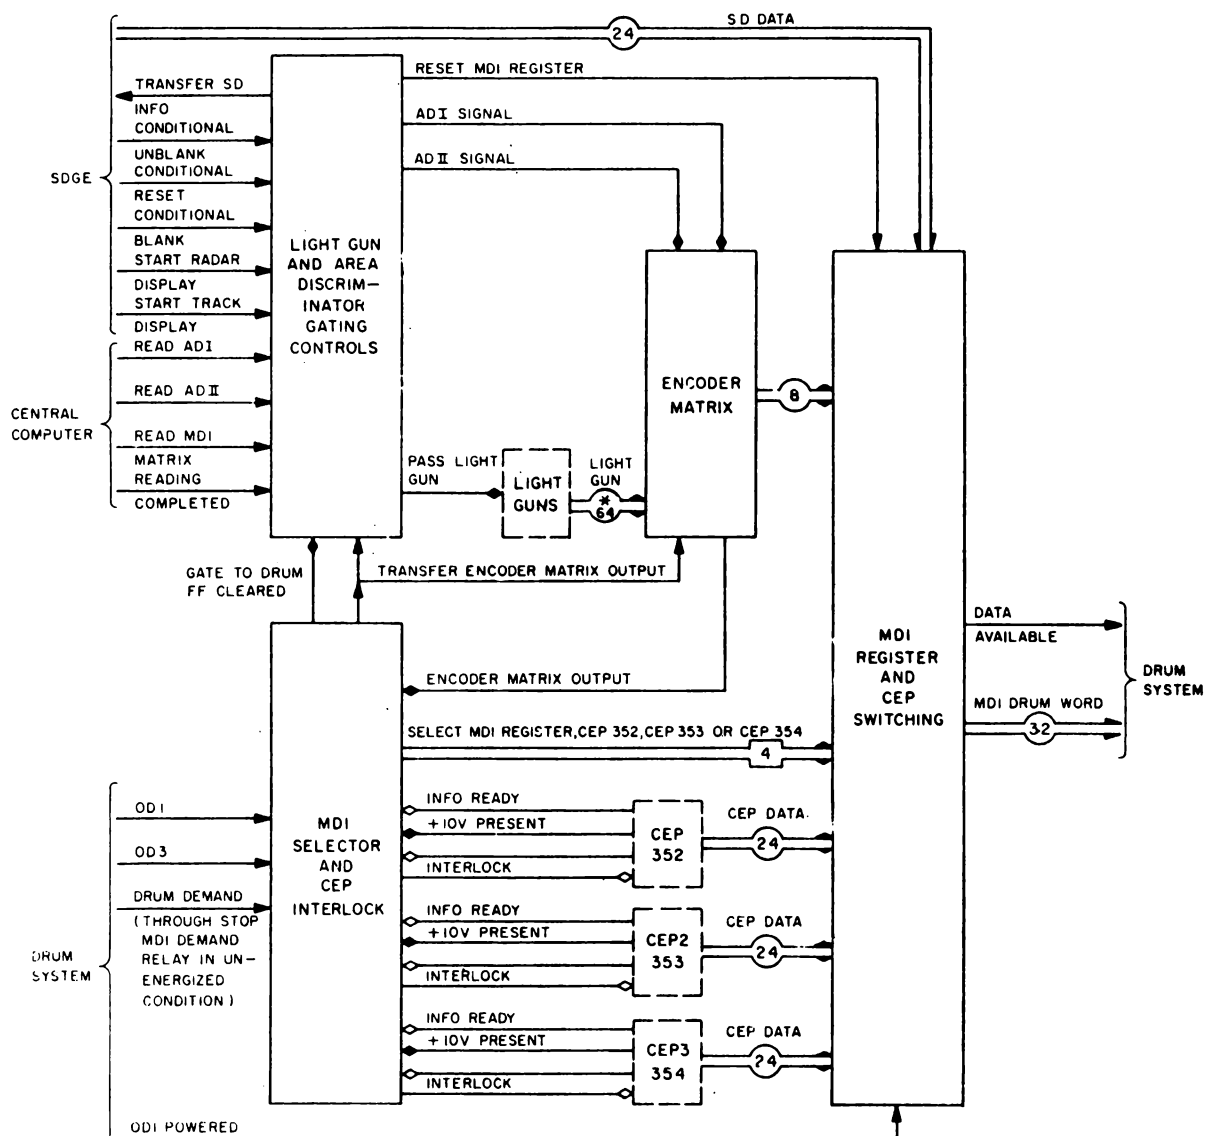 SD DATA
24
SDGE
TRANSFER SD
INFO
CONDITIONAL
UNBLANK
CONDITIONAL
RESET
CONDITIONAL
BLANK
START RADAR
DISPLAY
START TRACK
DISPLAY
CENTRAL
COMPUTER
READ ADI
READ ADII
READ MDI
MATRIX
READING
COMPLETED
LIGHT GUN
AND AREA
DISCRIM-
INATOR
GATING
CONTROLS
RESET MDI REGISTER
ADI SIGNAL
ADII SIGNAL
PASS LIGHT
GUN
LIGHT
GUNS
LIGHT
GUN
*
64
ENCODER
MATRIX
8
GATE TO DRUM
FF CLEARED
TRANSFER ENCODER MATRIX OUTPUT
ENCODER MATRIX OUTPUT
SELECT MDI REGISTER, CEP 352, CEP 353 OR CEP 354
4
MDI
REGISTER
AND
CEP
SWITCHING
DATA
AVAILABLE
MDI DRUM WORD
32
DRUM
SYSTEM
DRUM
SYSTEM
OD1
OD3
DRUM DEMAND
(THROUGH STOP
MDI DEMAND
RELAY IN UN-
ENERGIZED
CONDITION)
MDI
SELECTOR
AND
CEP
INTERLOCK
INFO READY
+10V PRESENT
INTERLOCK
CEP
352
CEP DATA
24
INFO READY
+10V PRESENT
INTERLOCK
CEP2
353
CEP DATA
24
INFO READY
+10V PRESENT
INTERLOCK
CEP3
354
CEP DATA
24
OD1 POWERED